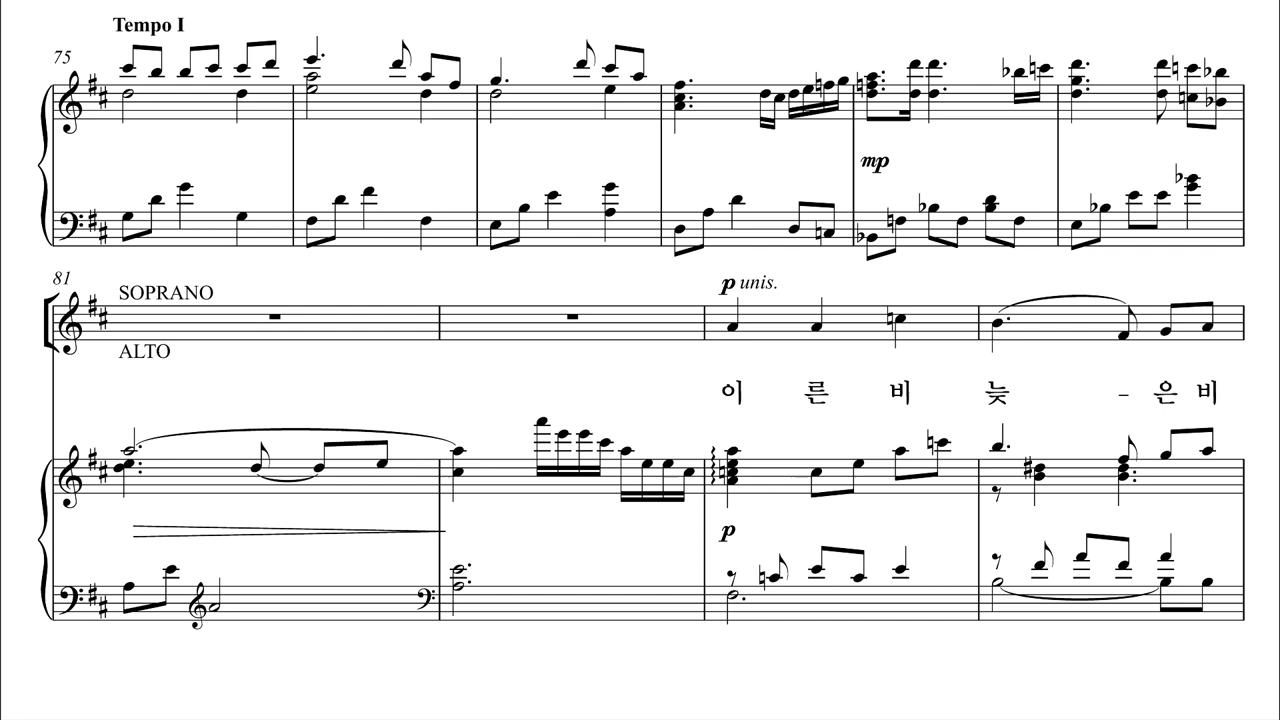 Tempo I
75
mp
81
SOPRANO
p unis.
ALTO
이 른 비 늦 - 은 비
p